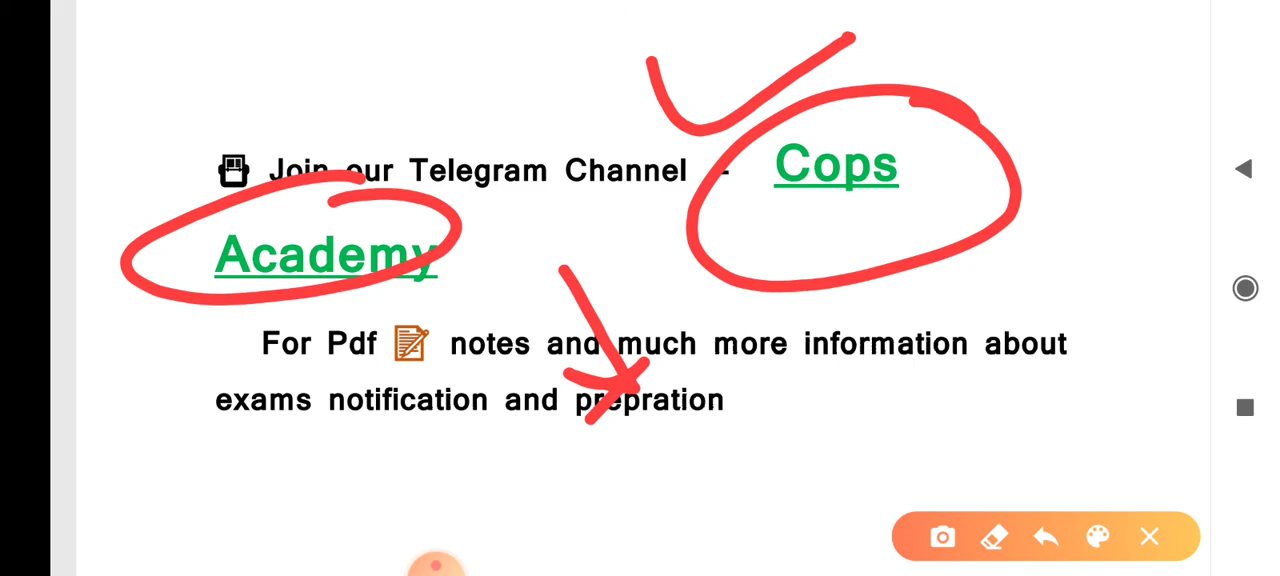 Join our Telegram Channel - Cops
Academy
For Pdf notes and much more information about
exams notification and prepration